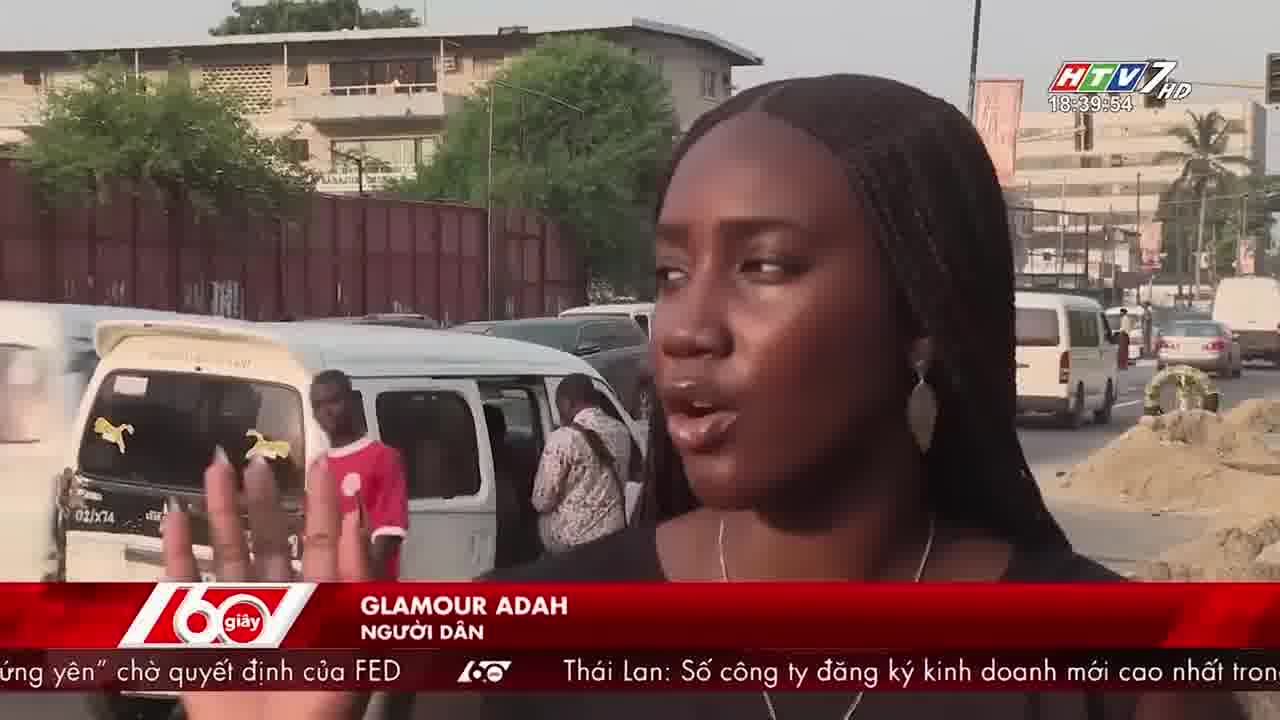 HTV7 HD
18:39:54
02/X74
60 giây
GLAMOUR ADAH
NGƯỜI DÂN
ứng yên” chờ quyết định của FED
60
Thái Lan: Số công ty đăng ký kinh doanh mới cao nhất tron